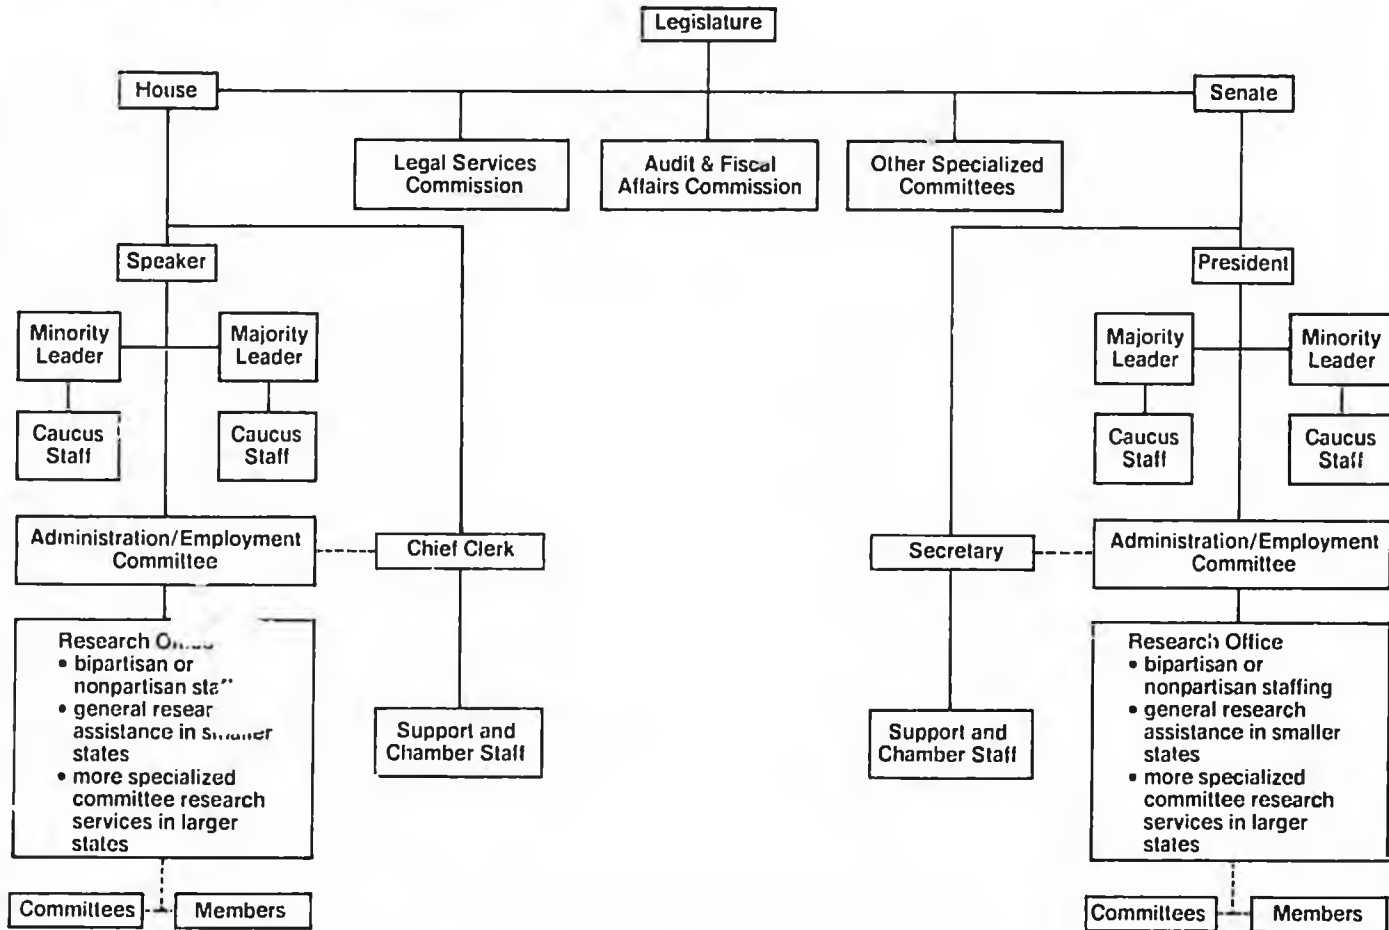 Legislature
House
Senate
Legal Services
Commission
Audit & Fiscal
Affairs Commission
Other Specialized
Committees
Speaker
President
Minority
Leader
Majority
Leader
Majority
Leader
Minority
Leader
Caucus
Staff
Caucus
Staff
Caucus
Staff
Caucus
Staff
Administration/Employment
Committee
Chief Clerk
Secretary
Administration/Employment
Committee
Research
• bipartisan or
nonpartisan
• general
assistance in smaller
states
• more specialized
committee research
services in larger
states
Support and
Chamber Staff
Support and
Chamber Staff
Research Office
• bipartisan or
nonpartisan staffing
• general research
assistance in smaller
states
• more specialized
committee research
services in larger
states
Committees
Members
Committees
Members